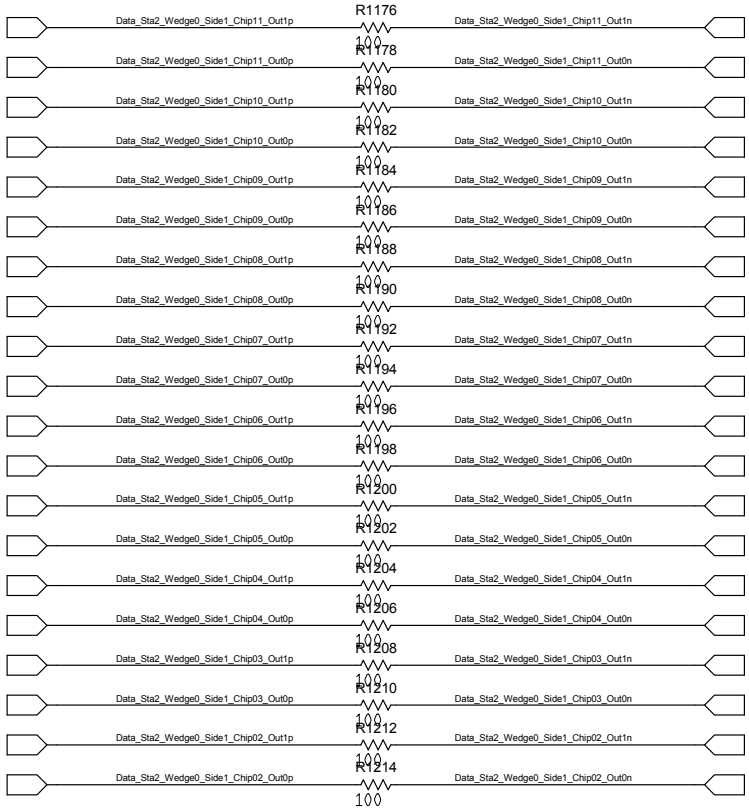 R1176
Data_Sta2_Wedge0_Side1_Chip11_Out1p Data_Sta2_Wedge0_Side1_Chip11_Out1n
100
R1178
Data_Sta2_Wedge0_Side1_Chip11_Out0p Data_Sta2_Wedge0_Side1_Chip11_Out0n
100
R1180
Data_Sta2_Wedge0_Side1_Chip10_Out1p Data_Sta2_Wedge0_Side1_Chip10_Out1n
100
R1182
Data_Sta2_Wedge0_Side1_Chip10_Out0p Data_Sta2_Wedge0_Side1_Chip10_Out0n
100
R1184
Data_Sta2_Wedge0_Side1_Chip09_Out1p Data_Sta2_Wedge0_Side1_Chip09_Out1n
100
R1186
Data_Sta2_Wedge0_Side1_Chip09_Out0p Data_Sta2_Wedge0_Side1_Chip09_Out0n
100
R1188
Data_Sta2_Wedge0_Side1_Chip08_Out1p Data_Sta2_Wedge0_Side1_Chip08_Out1n
100
R1190
Data_Sta2_Wedge0_Side1_Chip08_Out0p Data_Sta2_Wedge0_Side1_Chip08_Out0n
100
R1192
Data_Sta2_Wedge0_Side1_Chip07_Out1p Data_Sta2_Wedge0_Side1_Chip07_Out1n
100
R1194
Data_Sta2_Wedge0_Side1_Chip07_Out0p Data_Sta2_Wedge0_Side1_Chip07_Out0n
100
R1196
Data_Sta2_Wedge0_Side1_Chip06_Out1p Data_Sta2_Wedge0_Side1_Chip06_Out1n
100
R1198
Data_Sta2_Wedge0_Side1_Chip06_Out0p Data_Sta2_Wedge0_Side1_Chip06_Out0n
100
R1200
Data_Sta2_Wedge0_Side1_Chip05_Out1p Data_Sta2_Wedge0_Side1_Chip05_Out1n
100
R1202
Data_Sta2_Wedge0_Side1_Chip05_Out0p Data_Sta2_Wedge0_Side1_Chip05_Out0n
100
R1204
Data_Sta2_Wedge0_Side1_Chip04_Out1p Data_Sta2_Wedge0_Side1_Chip04_Out1n
100
R1206
Data_Sta2_Wedge0_Side1_Chip04_Out0p Data_Sta2_Wedge0_Side1_Chip04_Out0n
100
R1208
Data_Sta2_Wedge0_Side1_Chip03_Out1p Data_Sta2_Wedge0_Side1_Chip03_Out1n
100
R1210
Data_Sta2_Wedge0_Side1_Chip03_Out0p Data_Sta2_Wedge0_Side1_Chip03_Out0n
100
R1212
Data_Sta2_Wedge0_Side1_Chip02_Out1p Data_Sta2_Wedge0_Side1_Chip02_Out1n
100
R1214
Data_Sta2_Wedge0_Side1_Chip02_Out0p Data_Sta2_Wedge0_Side1_Chip02_Out0n
100